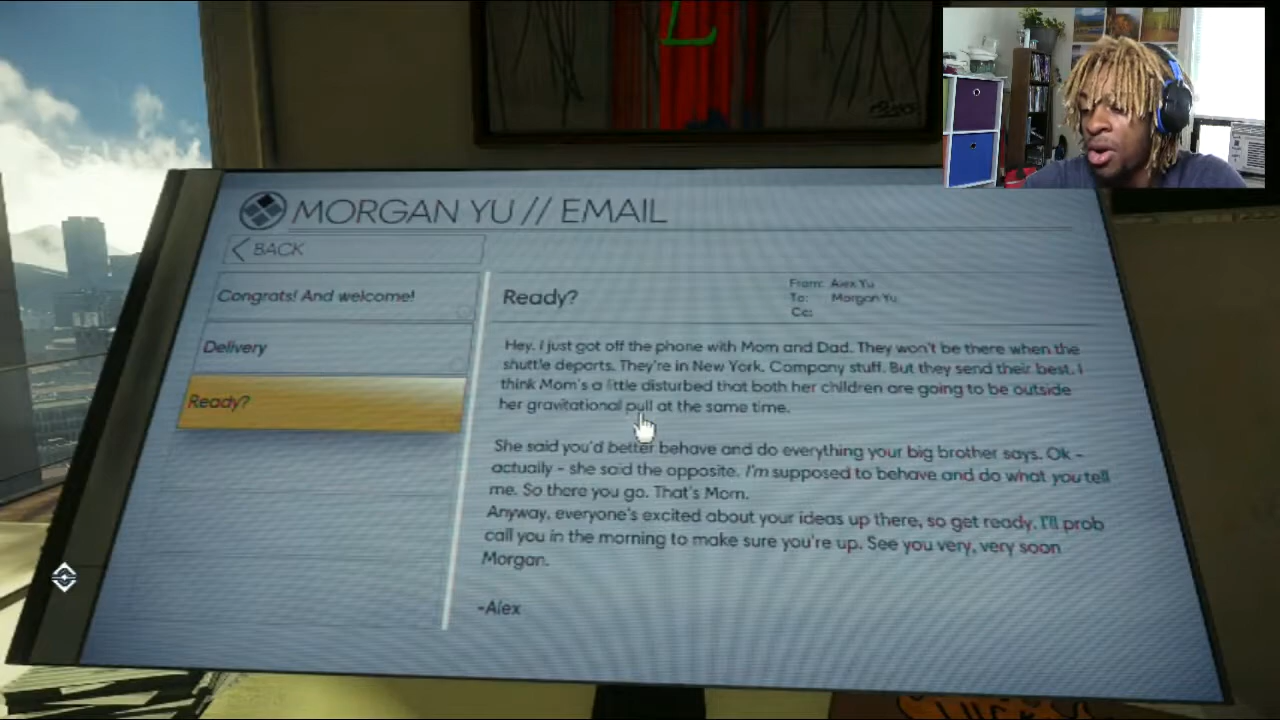 L
MORGAN YU // EMAIL
BACK
Congrats! And welcome!
Delivery
Ready?
Ready?
From: Alex Yu
To: Morgan Yu
Cc:
Hey. I just got off the phone with Mom and Dad. They won't be there when the
shuttle departs. They're in New York. Company stuff. But they send their best. I
think Mom's a little disturbed that both her children are going to be outside
her gravitational pull at the same time.
She said you'd better behave and do everything your big brother says. Ok -
actually - she said the opposite. I'm supposed to behave and do what you tell
me. So there you go. That's Mom.
Anyway, everyone's excited about your ideas up there, so get ready. I'll prob
call you in the morning to make sure you're up. See you very, very soon
Morgan.
-Alex